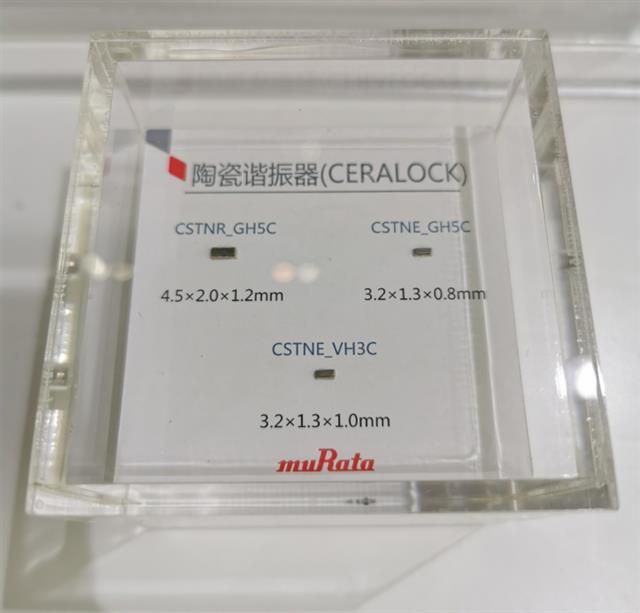 陶瓷谐振器(CERALOCK)
CSTNR_GH5C
CSTNE_GH5C
4.5×2.0×1.2mm
3.2×1.3×0.8mm
CSTNE_VH3C
3.2×1.3×1.0mm
muRata